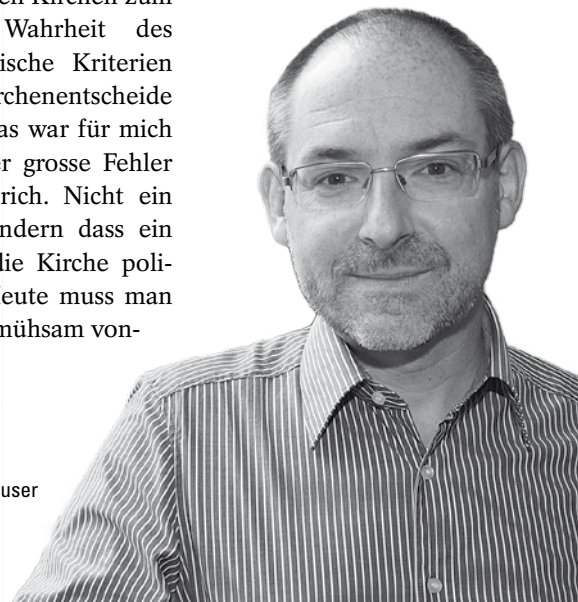 en Kirchen zum
Wahrheit des
ische Kriterien
rchenentscheide
as war für mich
er grosse Fehler
rich. Nicht ein
ndern dass ein
die Kirche poli-
eute muss man
mühsam von-
user